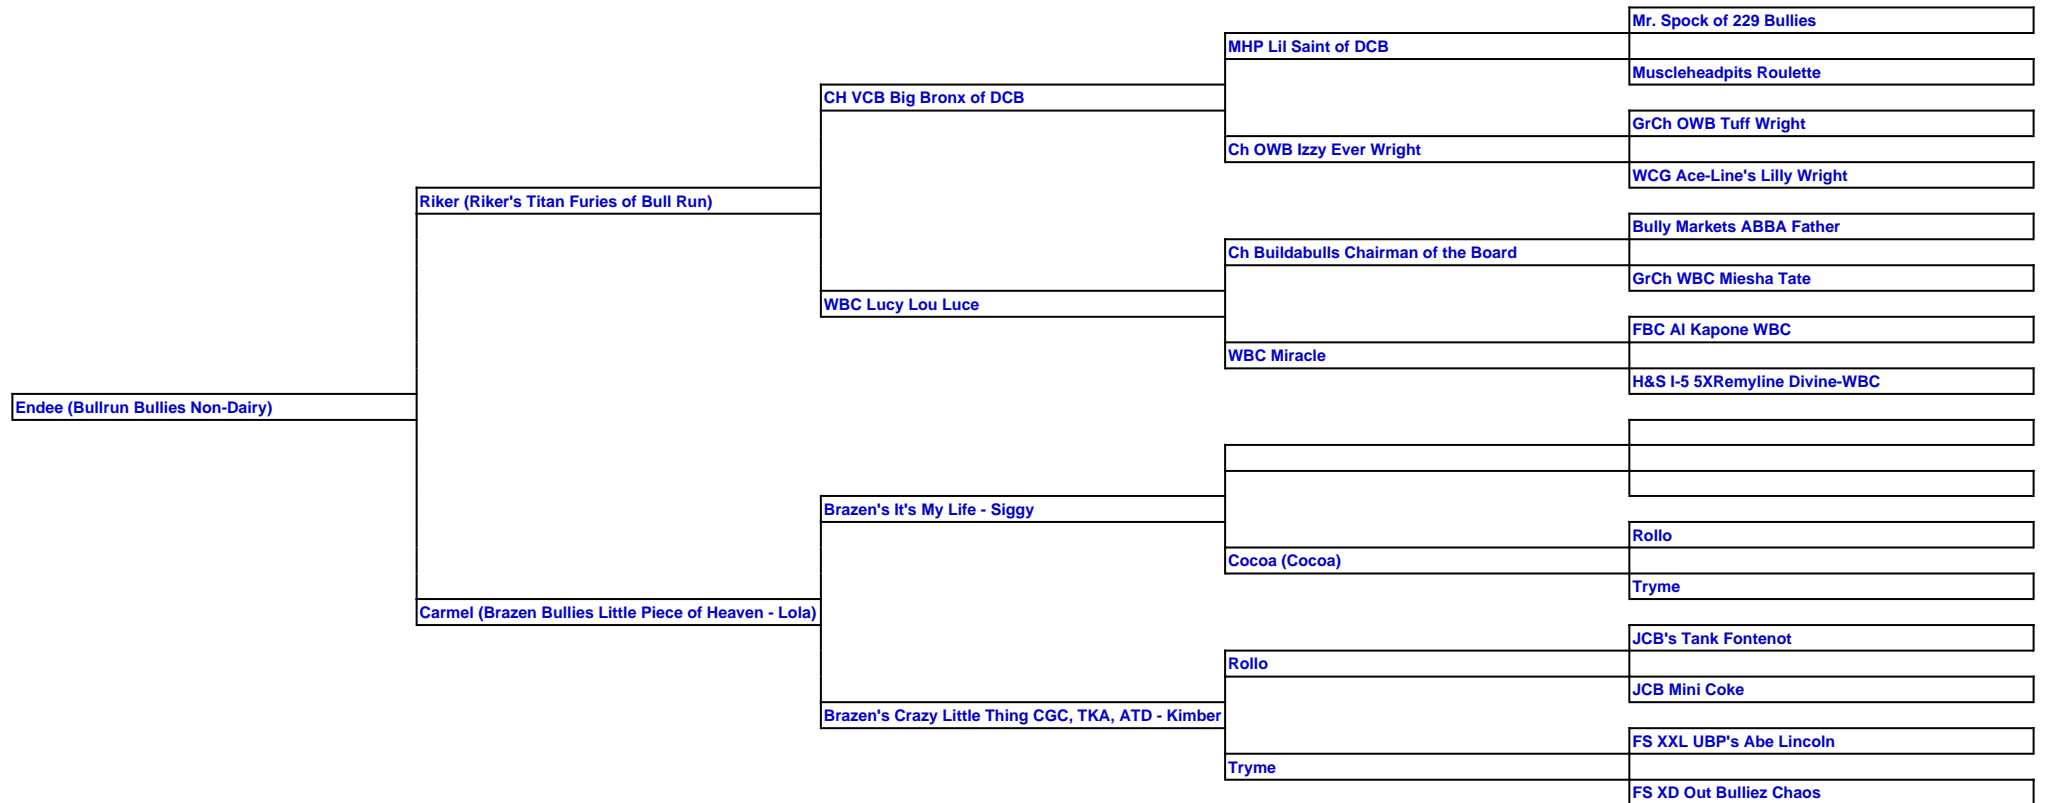 Mr. Spock of 229 Bullies
MHP Lil Saint of DCB
Muscleheadpits Roulette
CH VCB Big Bronx of DCB
GrCh OWB Tuff Wright
Ch OWB Izzy Ever Wright
WCG Ace-Line's Lilly Wright
Riker (Riker's Titan Furies of Bull Run)
Bully Markets ABBA Father
Ch Buildabulls Chairman of the Board
GrCh WBC Miesha Tate
WBC Lucy Lou Luce
FBC Al Kapone WBC
WBC Miracle
H&S I-5 5XRemyline Divine-WBC
Endee (Bullrun Bullies Non-Dairy)
Brazen's It's My Life - Siggy
Rollo
Cocoa (Cocoa)
Tryme
Carmel (Brazen Bullies Little Piece of Heaven - Lola)
JCB's Tank Fontenot
Rollo
JCB Mini Coke
Brazen's Crazy Little Thing CGC, TKA, ATD - Kimber
FS XXL UBP's Abe Lincoln
Tryme
FS XD Out Bulliez Chaos